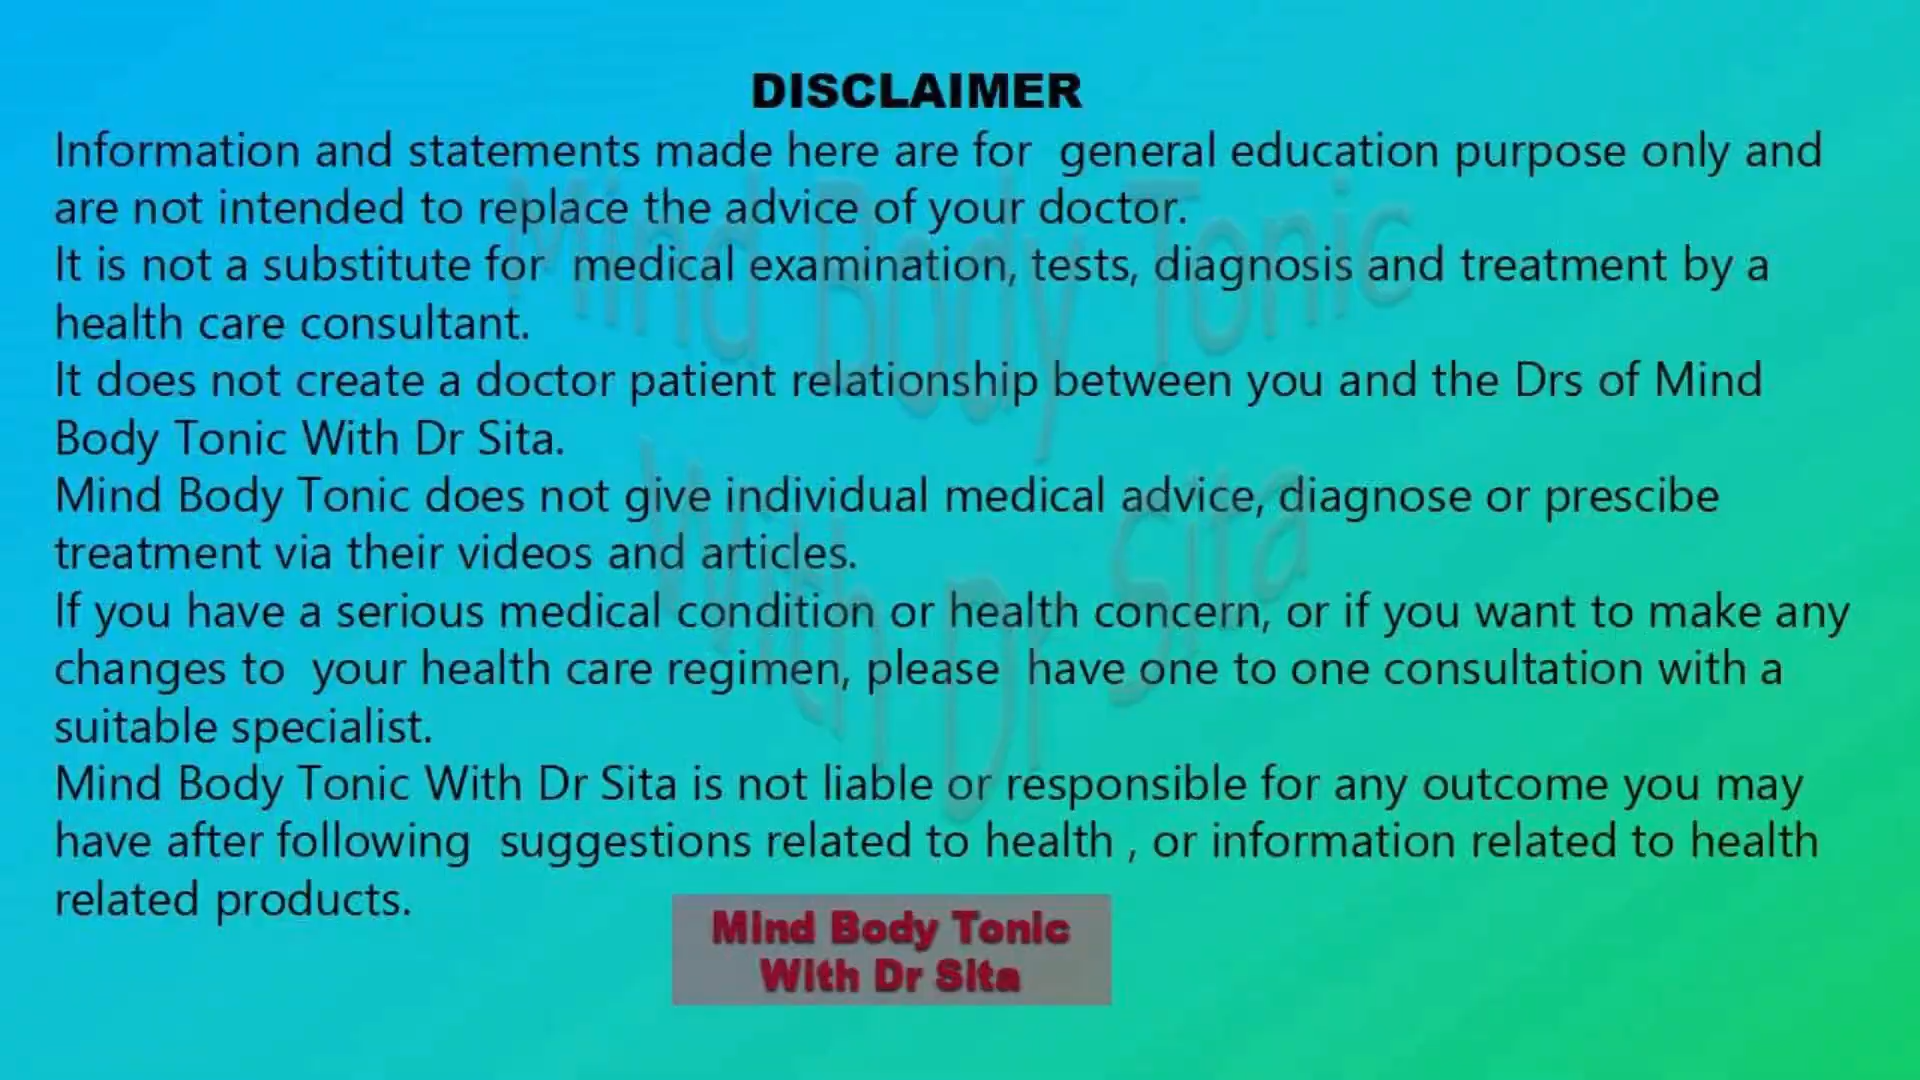 DISCLAIMER
Information and statements made here are for general education purpose only and
are not intended to replace the advice of your doctor.
It is not a substitute for medical examination, tests, diagnosis and treatment by a
health care consultant.
It does not create a doctor patient relationship between you and the Drs of Mind
Body Tonic With Dr Sita.
Mind Body Tonic does not give individual medical advice, diagnose or prescibe
treatment via their videos and articles.
If you have a serious medical condition or health concern, or if you want to make any
changes to your health care regimen, please have one to one consultation with a
suitable specialist.
Mind Body Tonic With Dr Sita is not liable or responsible for any outcome you may
have after following suggestions related to health , or information related to health
related products.
Mind Body Tonic
With Dr Sita
Mind Body Tonic
With Dr Sita